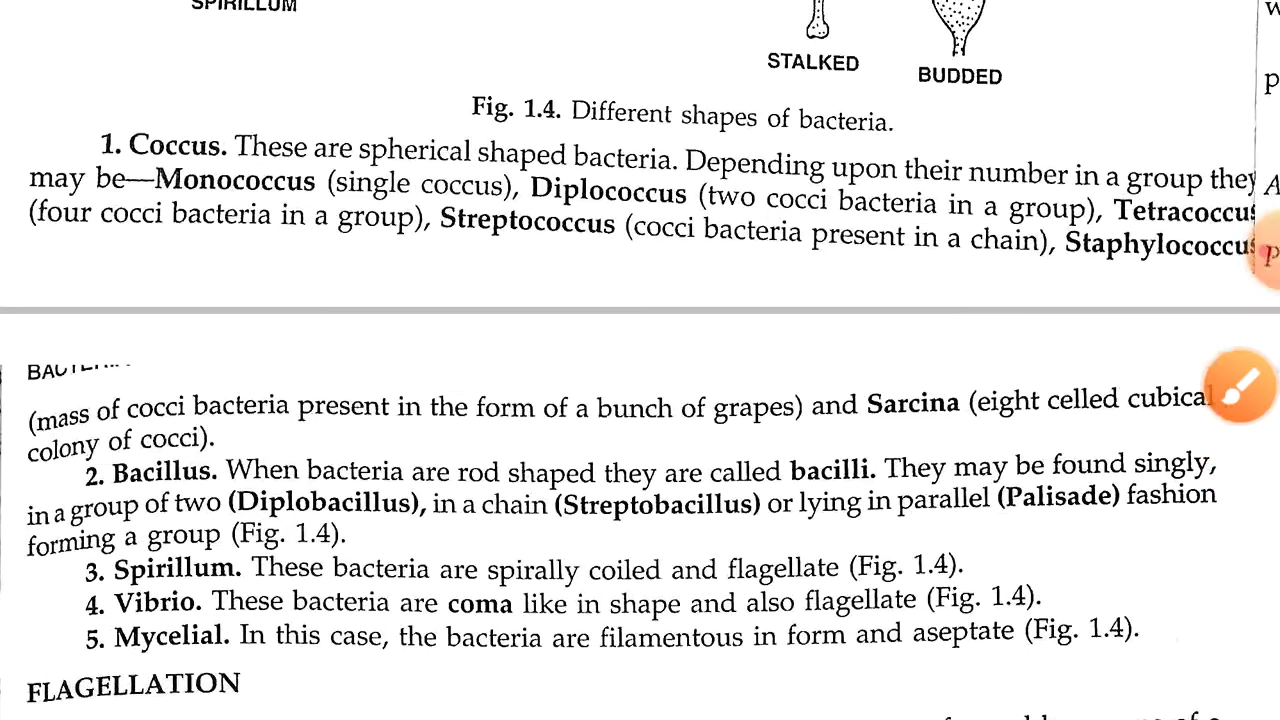 SPIRILLUM
STALKED
BUDDED
Fig. 1.4. Different shapes of bacteria.
1. Coccus. These are spherical shaped bacteria. Depending upon their number in a group they
may be—Monococcus (single coccus), Diplococcus (two cocci bacteria in a group), Tetracoccus
(four cocci bacteria in a group), Streptococcus (cocci bacteria present in a chain), Staphylococcus
(mass of cocci bacteria present in the form of a bunch of grapes) and Sarcina (eight celled cubical
colony of cocci).
2. Bacillus. When bacteria are rod shaped they are called bacilli. They may be found singly,
in a group of two (Diplobacillus), in a chain (Streptobacillus) or lying in parallel (Palisade) fashion
forming a group (Fig. 1.4).
3. Spirillum. These bacteria are spirally coiled and flagellate (Fig. 1.4).
4. Vibrio. These bacteria are coma like in shape and also flagellate (Fig. 1.4).
5. Mycelial. In this case, the bacteria are filamentous in form and aseptate (Fig. 1.4).
FLAGELLATION